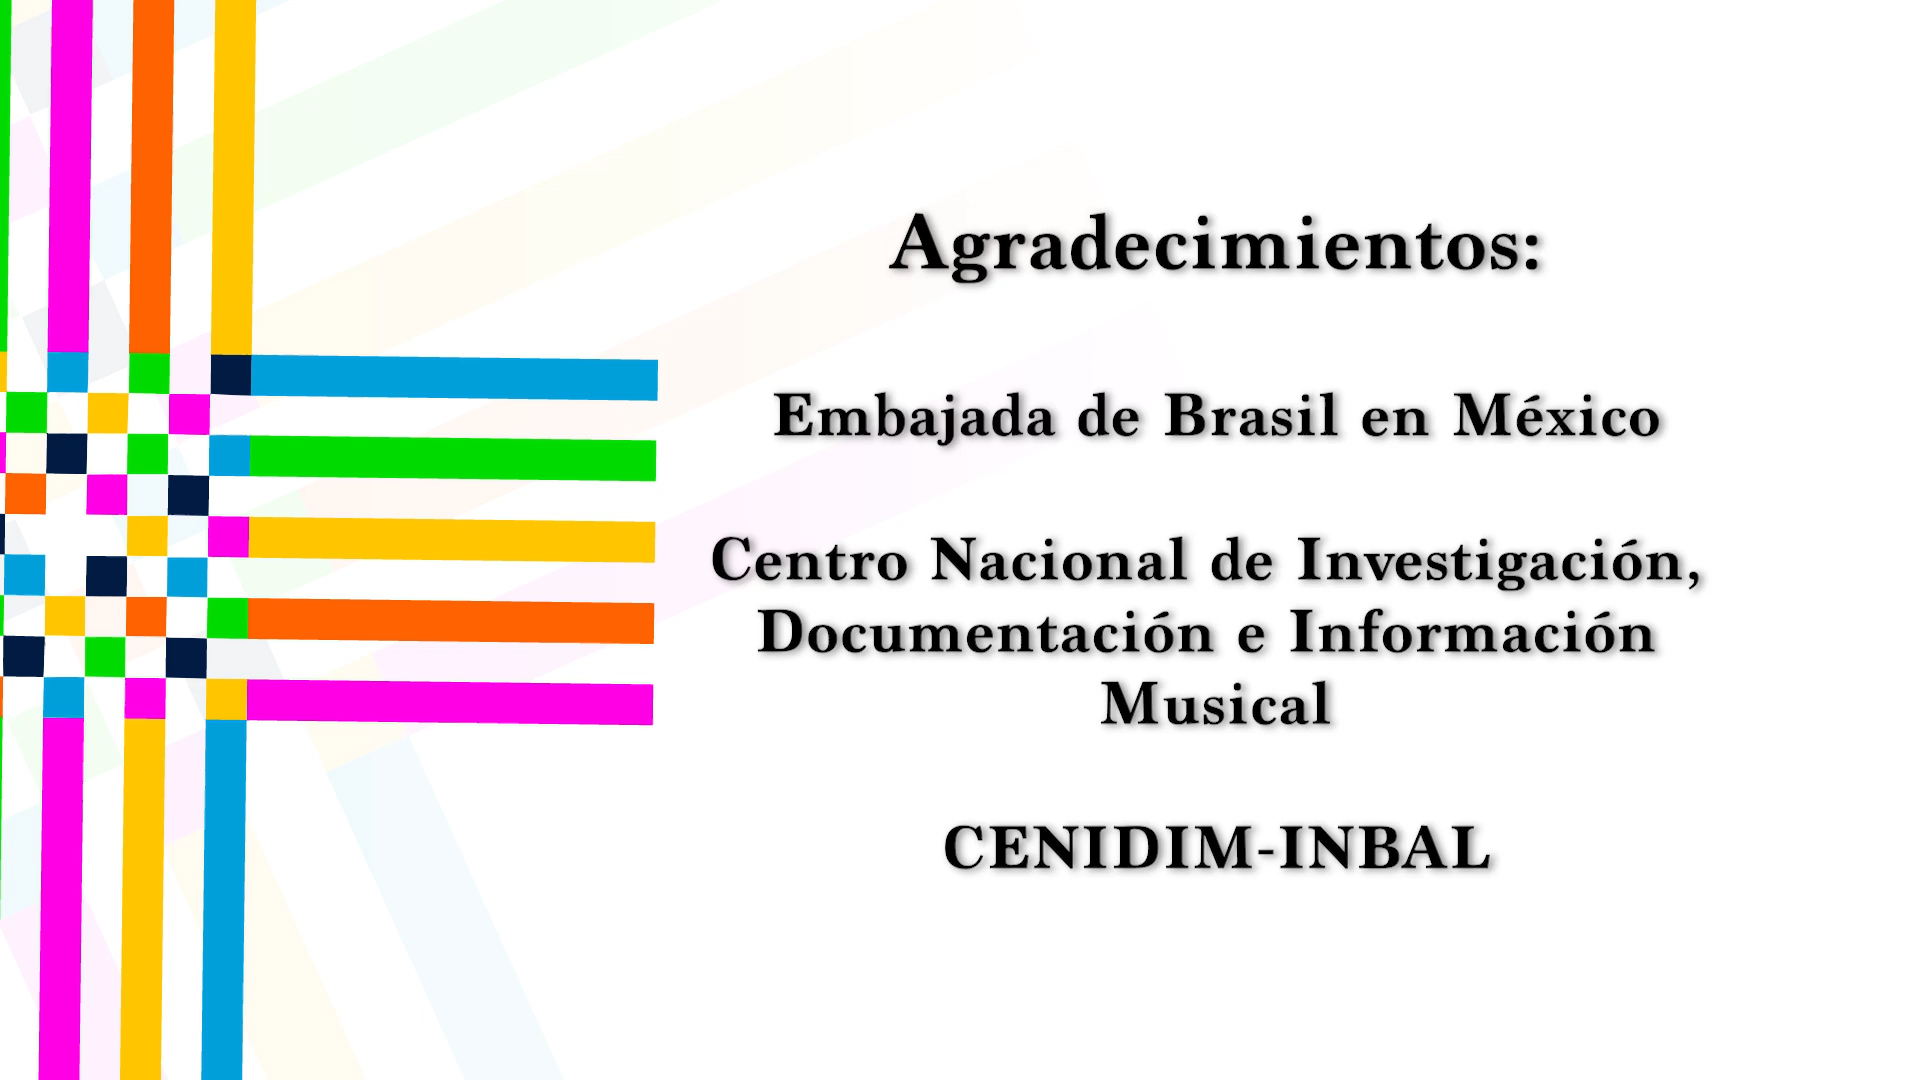 Agradecimientos:
Embajada de Brasil en México
Centro Nacional de Investigación,
Documentación e Información
Musical
CENIDIM-INBAL